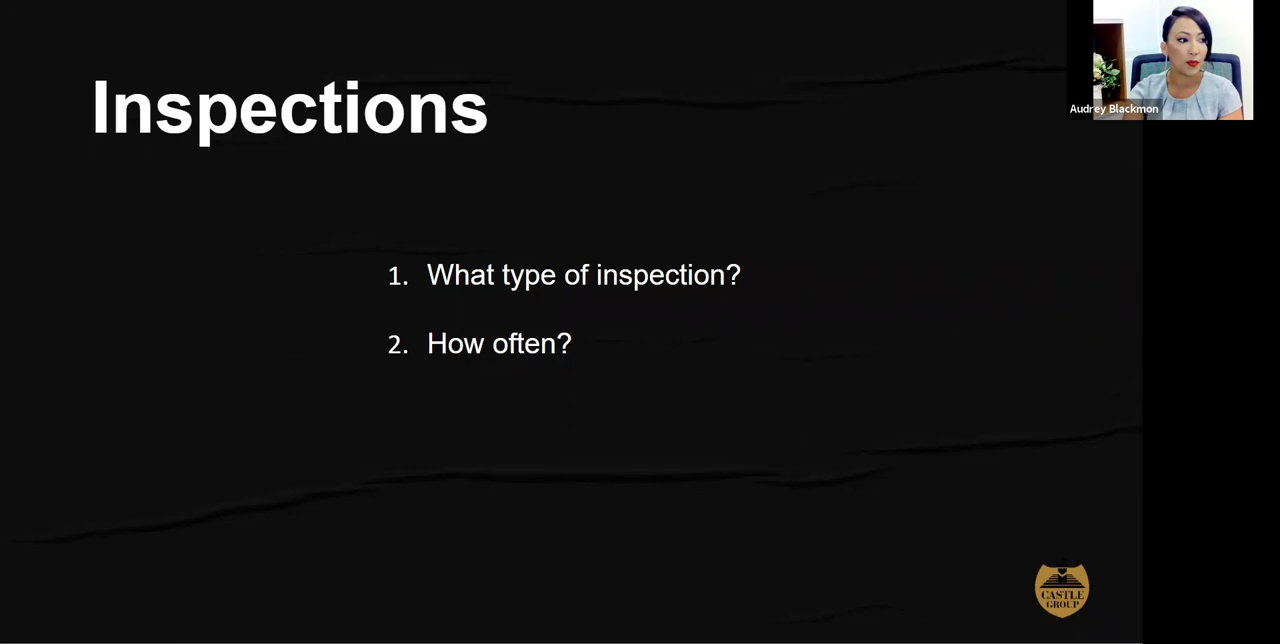 Inspections
Audrey Blackmon
1. What type of inspection?
2. How often?
CASTLE
GROUP